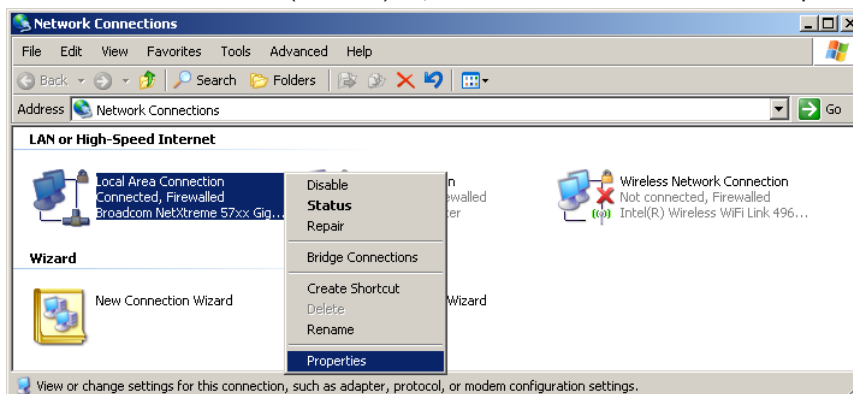 Network Connections
File Edit View Favorites Tools Advanced Help
Back Search Folders
Address Network Connections Go
LAN or High-Speed Internet
Local Area Connection
Connected, Firewalled
Broadcom NetXtreme 57xx Gig...
Disable
Status
Repair
Bridge Connections
Create Shortcut
Delete
Rename
Properties
Wireless Network Connection
Not connected, Firewalled
Intel(R) Wireless WiFi Link 496...
Wizard
New Connection Wizard
Wizard
View or change settings for this connection, such as adapter, protocol, or modem configuration settings.